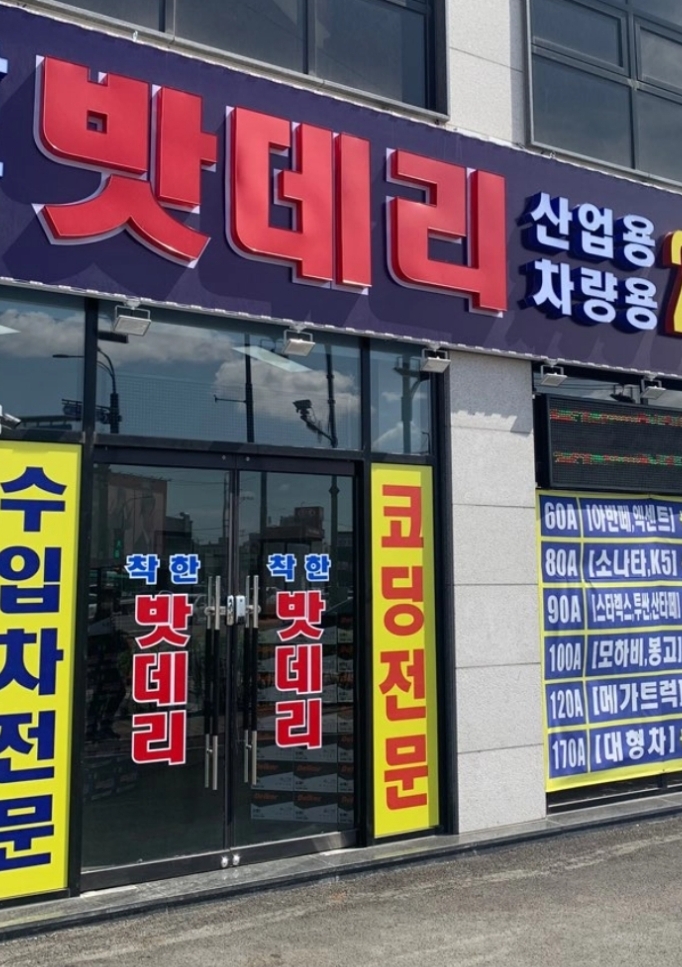 밧데리
산업용
차량용
수입차전문
착한
밧데리
착한
밧데리
코딩전문
60A [아반떼,엑센트]
80A [소나타,K5]
90A [스타렉스,투싼,산타페]
100A [모하비,봉고]
120A [메가트럭]
170A [대형차]